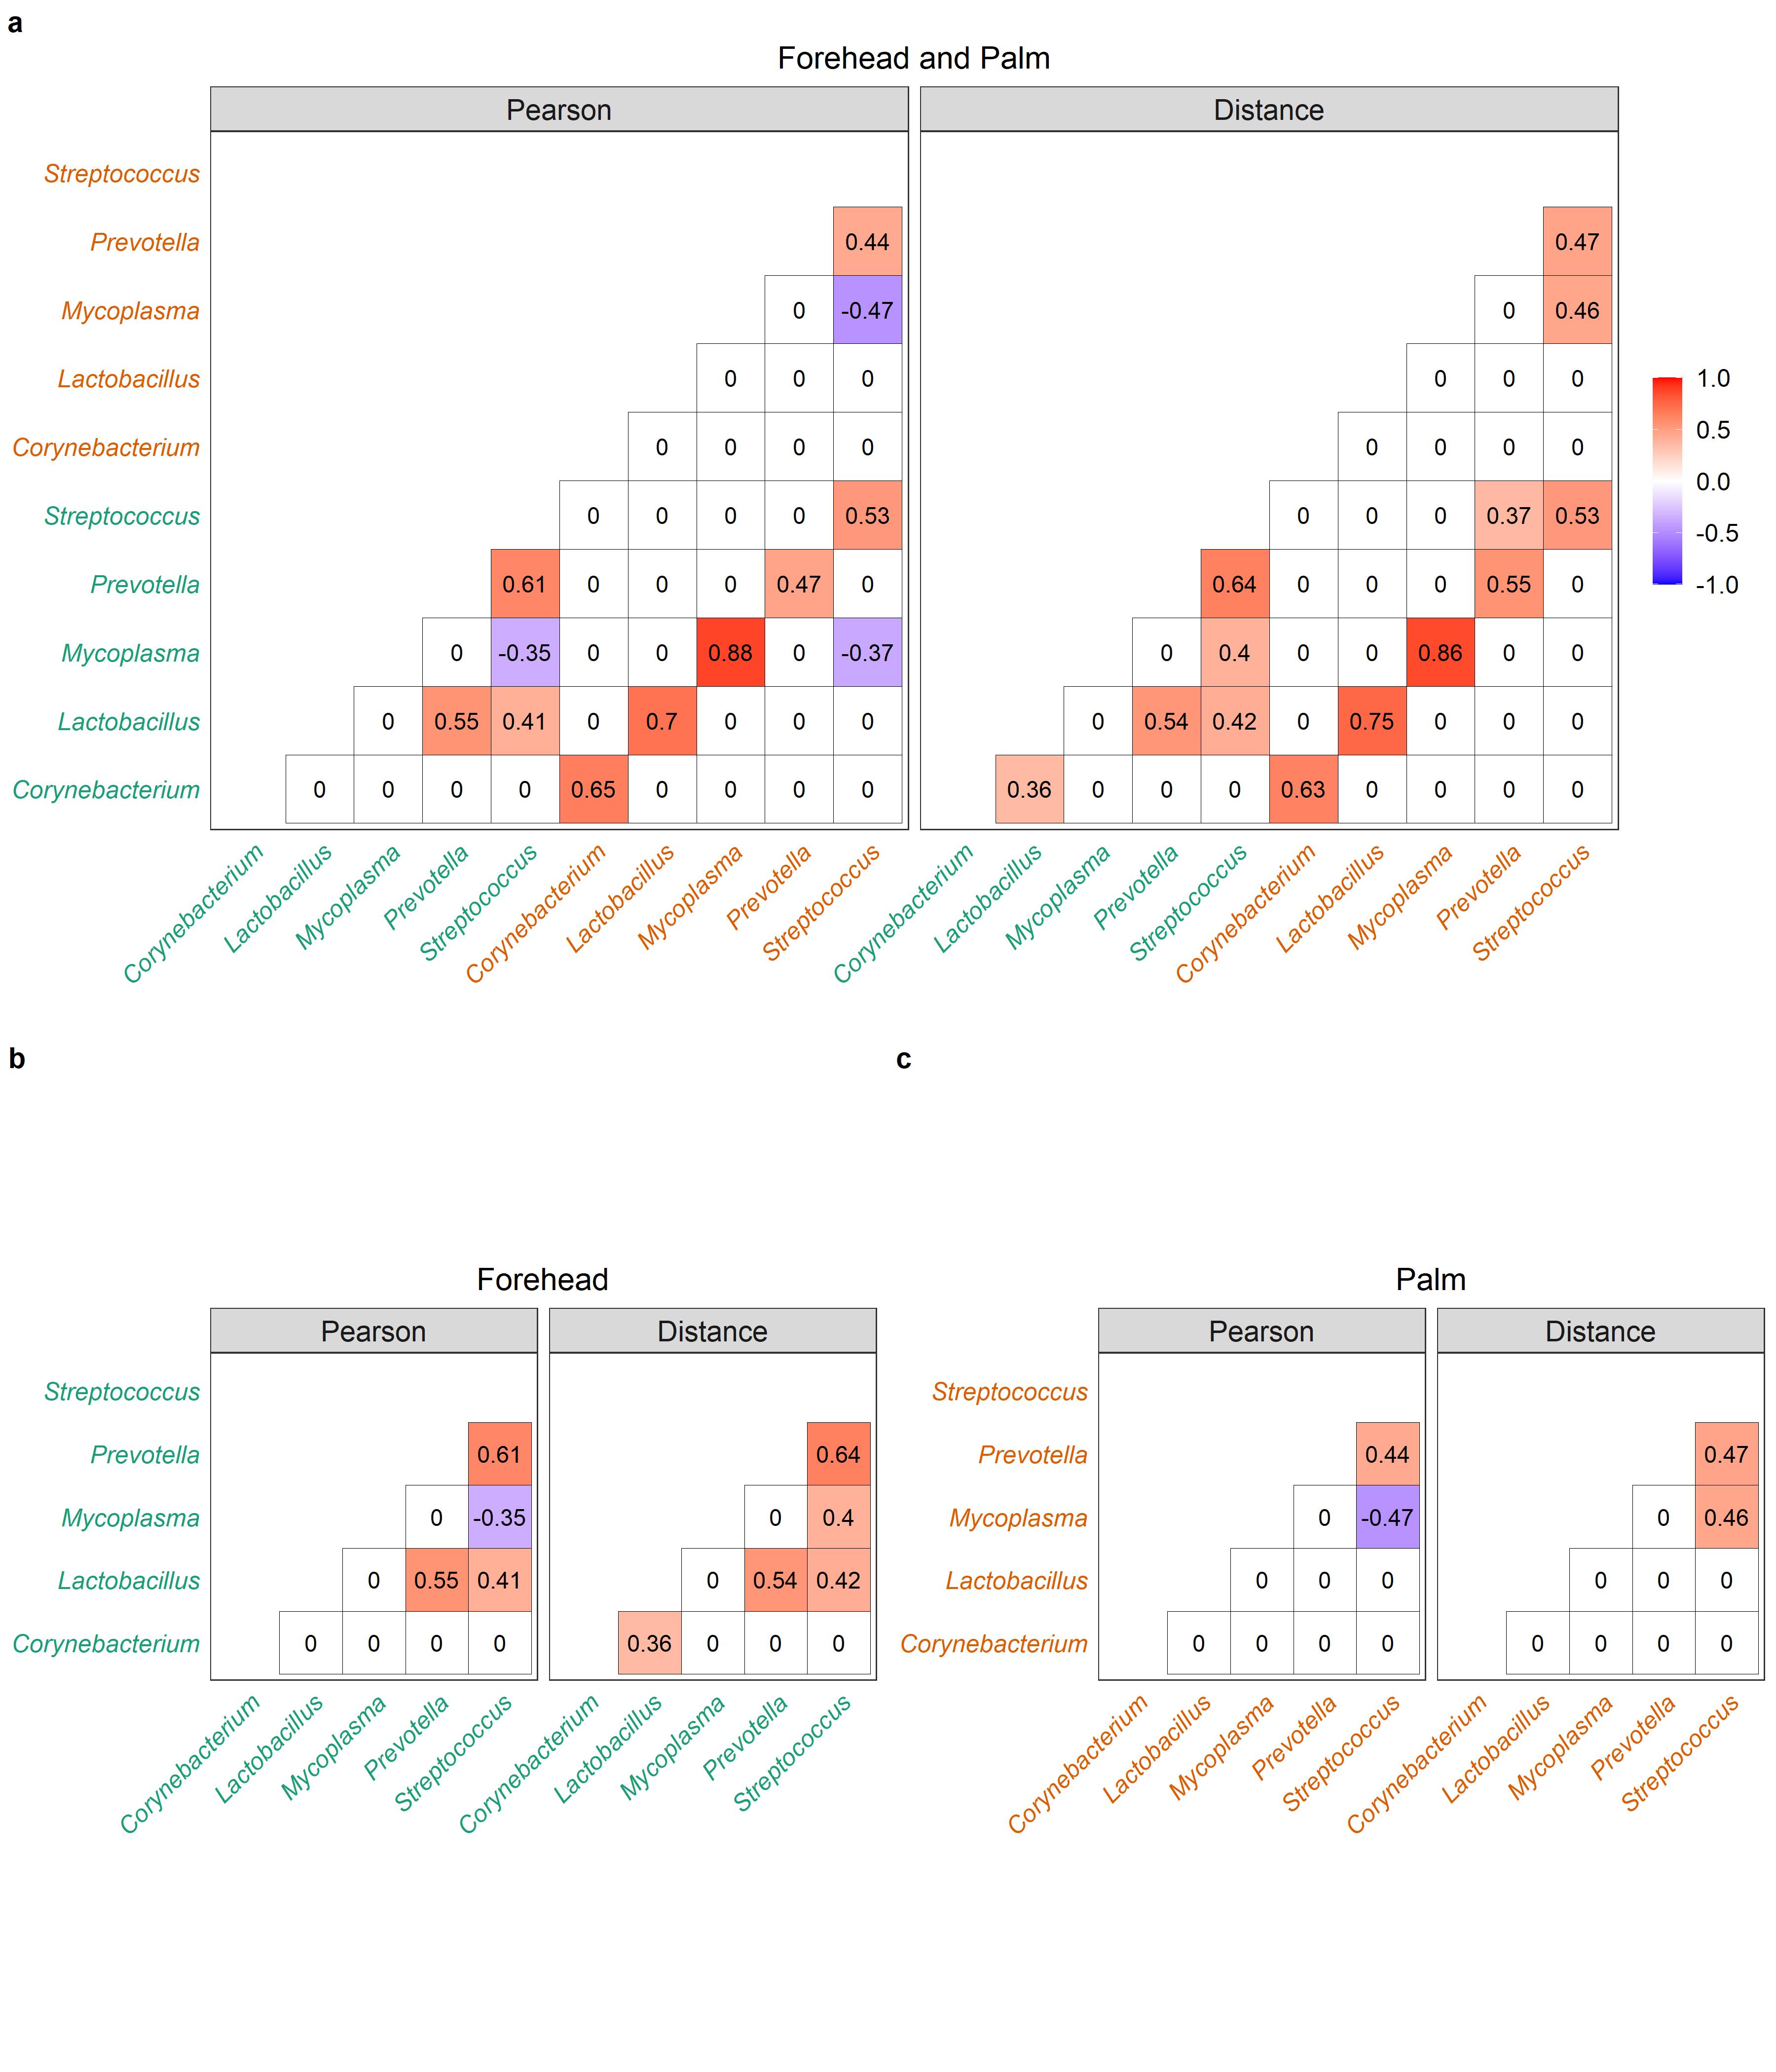 a
Forehead and Palm
Pearson Distance
Streptococcus
Prevotella 0.44 0.47
Mycoplasma 0 -0.47 0 0.46
Lactobacillus 0 0 0 0 0 0
Corynebacterium 0 0 0 0 0 0 0 0
Streptococcus 0 0 0 0 0.53 0 0 0 0.37 0.53
Prevotella 0.61 0 0 0 0.47 0 0.64 0 0 0 0.55 0
Mycoplasma 0 -0.35 0 0 0.88 0 -0.37 0 0.4 0 0 0.86 0 0
Lactobacillus 0 0.55 0.41 0 0.7 0 0 0 0 0.54 0.42 0 0.75 0 0 0
Corynebacterium 0 0 0 0 0.65 0 0 0 0 0.36 0 0 0 0.63 0 0 0 0
Corynebacterium Lactobacillus Mycoplasma Prevotella Streptococcus Corynebacterium Lactobacillus Mycoplasma Prevotella Streptococcus Corynebacterium Lactobacillus Mycoplasma Prevotella Streptococcus Corynebacterium Lactobacillus Mycoplasma Prevotella Streptococcus
1.0
0.5
0.0
-0.5
-1.0
b
Forehead
Pearson Distance
Streptococcus
Prevotella 0.61 0.64
Mycoplasma 0 -0.35 0 0.4
Lactobacillus 0 0.55 0.41 0 0.54 0.42
Corynebacterium 0 0 0 0 0.36 0 0 0
Corynebacterium Lactobacillus Mycoplasma Prevotella Streptococcus Corynebacterium Lactobacillus Mycoplasma Prevotella Streptococcus
c
Palm
Pearson Distance
Streptococcus
Prevotella 0.44 0.47
Mycoplasma 0 -0.47 0 0.46
Lactobacillus 0 0 0 0 0 0
Corynebacterium 0 0 0 0 0 0 0 0
Corynebacterium Lactobacillus Mycoplasma Prevotella Streptococcus Corynebacterium Lactobacillus Mycoplasma Prevotella Streptococcus